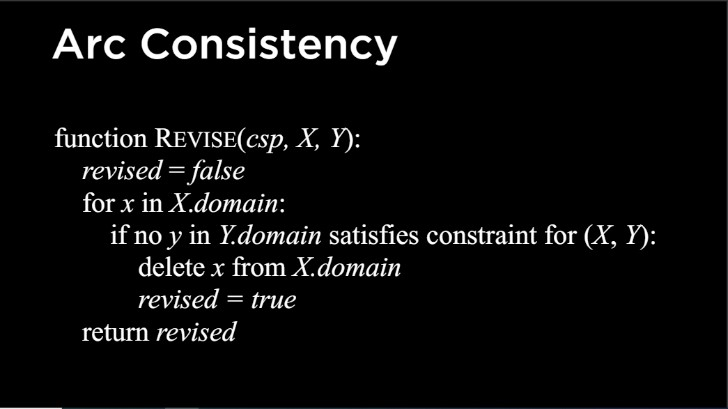 Arc Consistency
function REVISE(csp, X, Y):
revised = false
for x in X.domain:
if no y in Y.domain satisfies constraint for (X, Y):
delete x from X.domain
revised = true
return revised